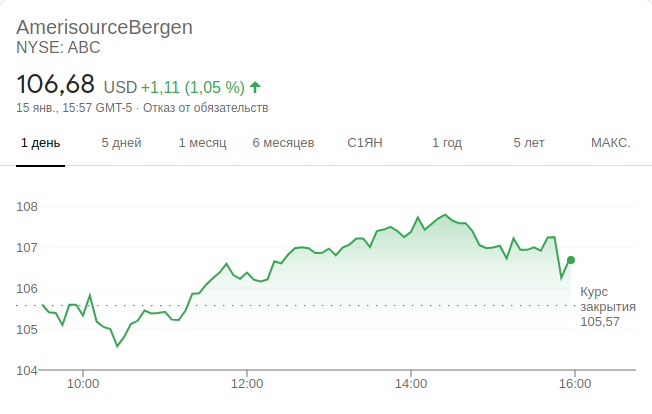 AmerisourceBergen
NYSE: ABC
106,68 USD +1,11 (1,05 %)
15 янв., 15:57 GMT-5 · Отказ от обязательств
1 день 5 дней 1 месяц 6 месяцев С1ЯН 1 год 5 лет МАКС.
108
107
106
105
104
Курс
закрытия
105,57
10:00 12:00 14:00 16:00